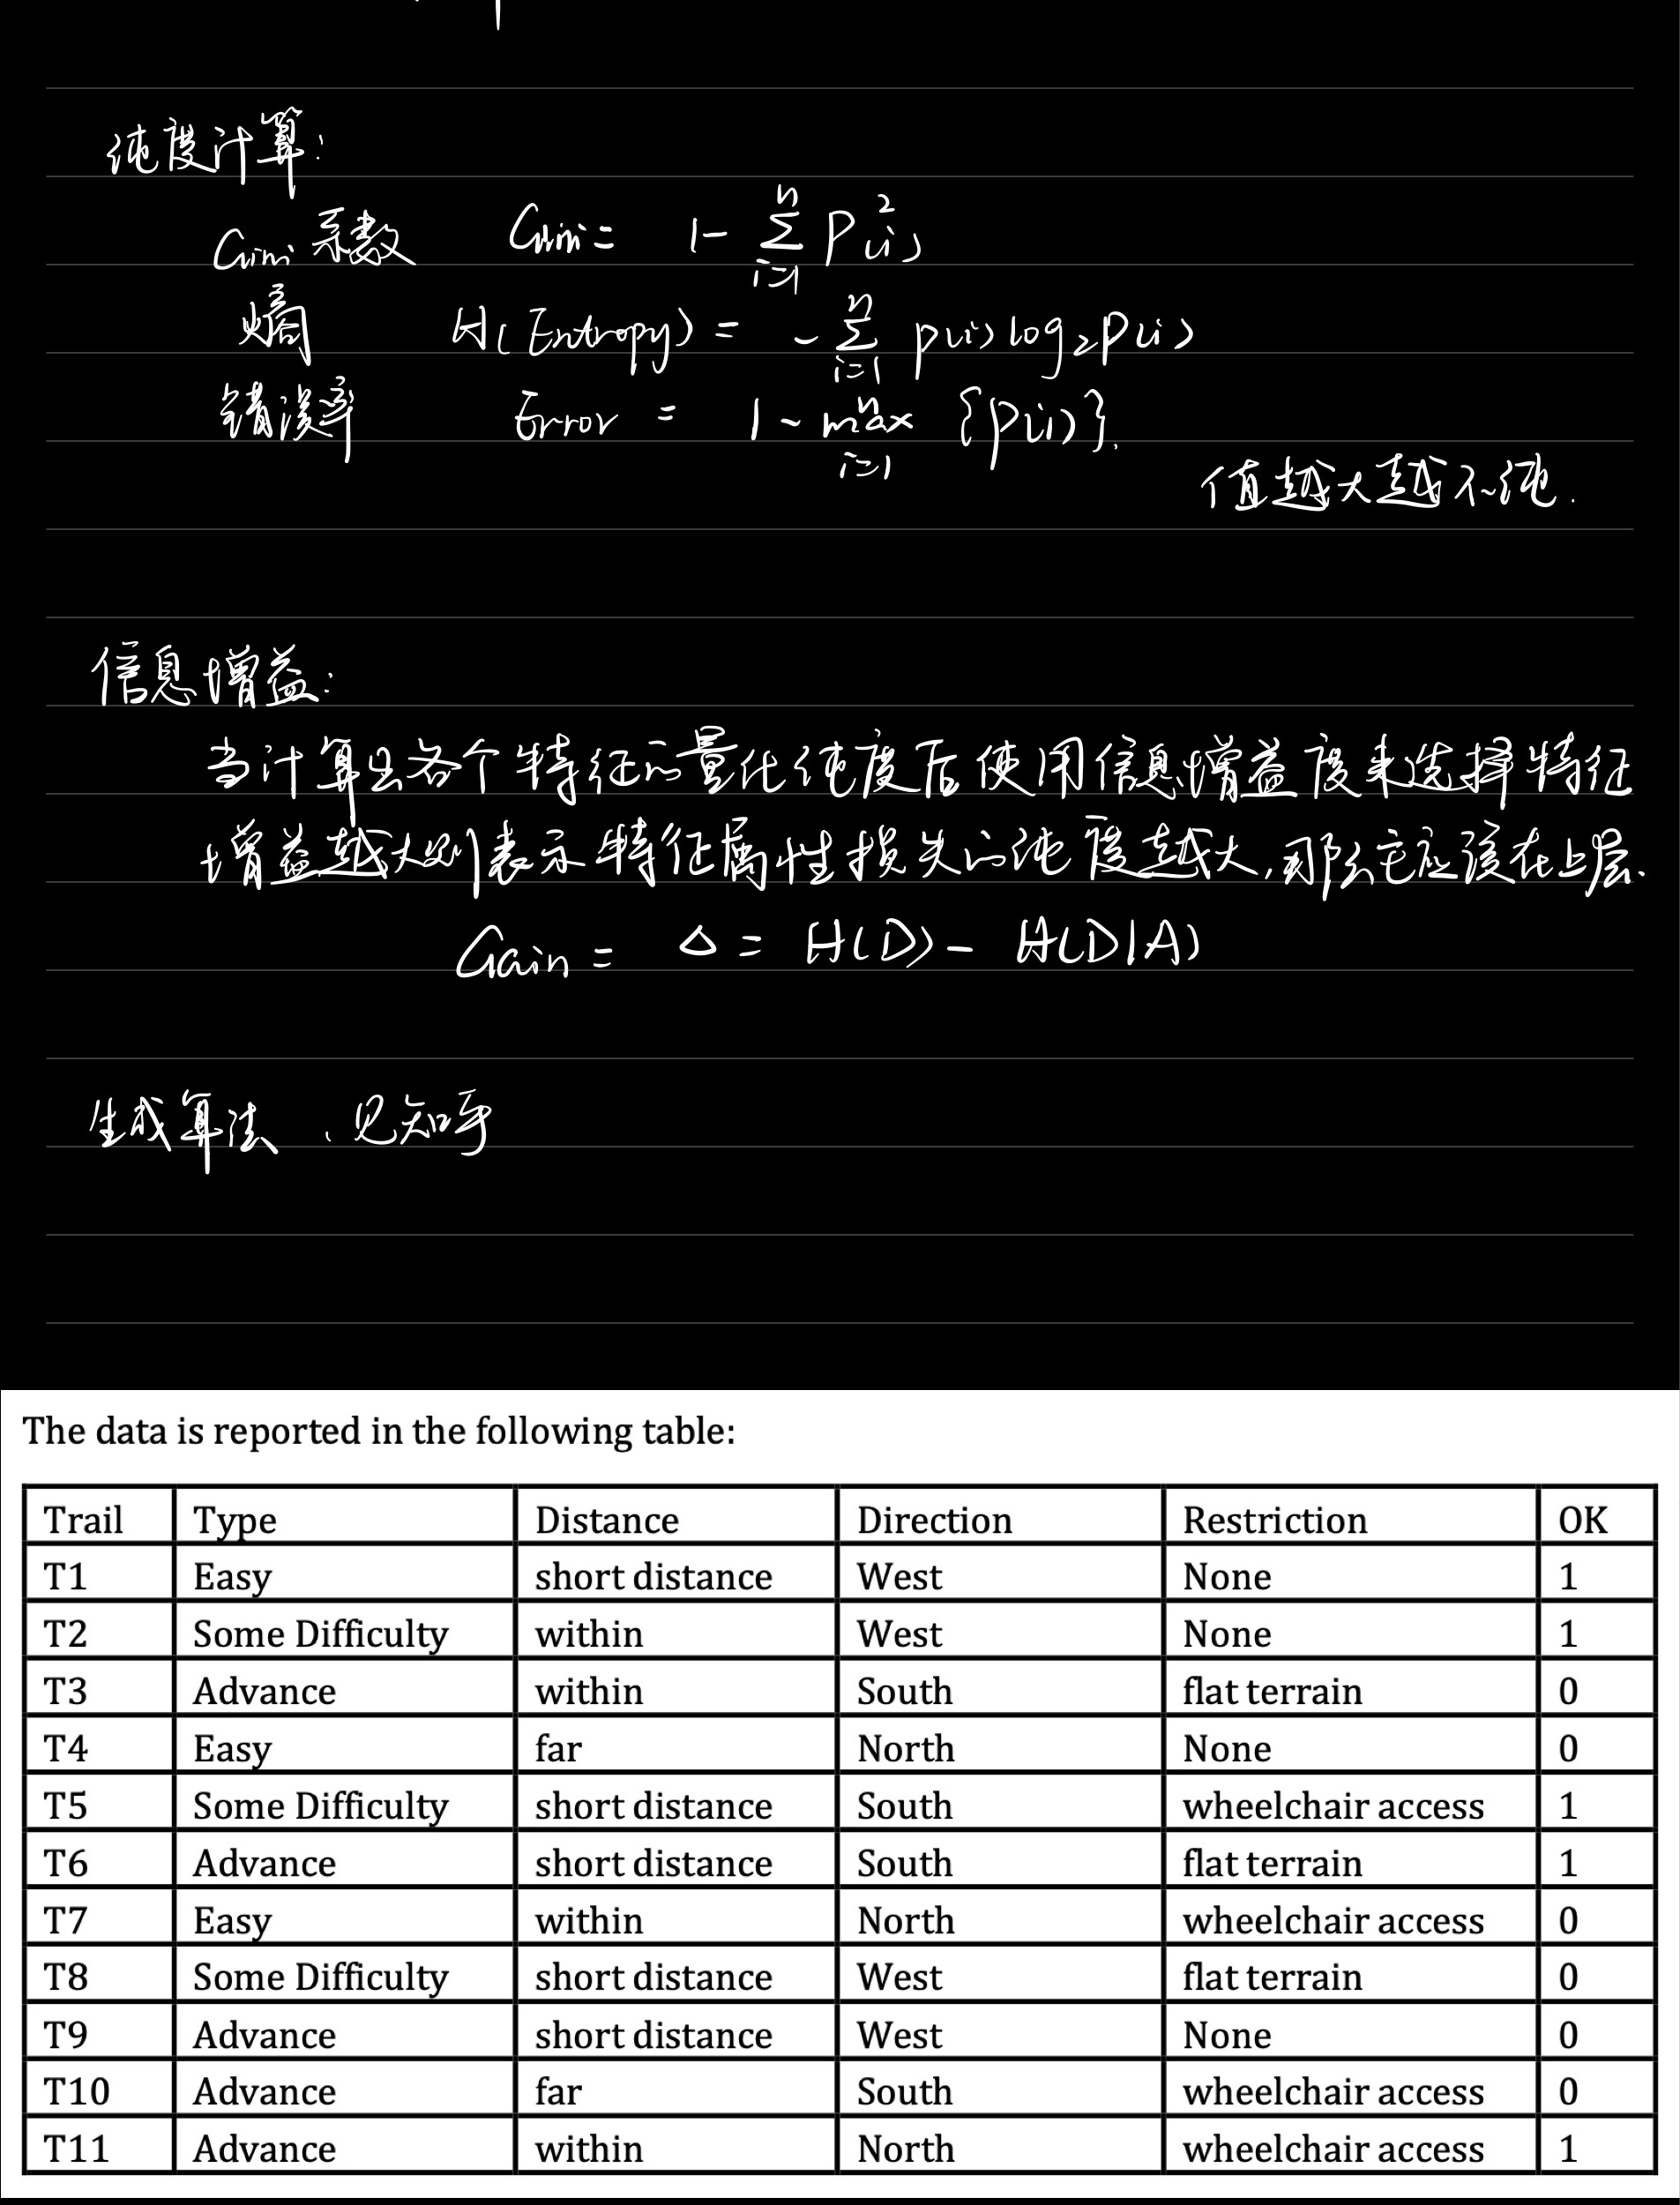 纯度计算:
Gini 系数 Gini = 1 - ∑_{i=1}^{n} P(i)^2
熵 H(Entropy) = - ∑_{i=1}^{n} p(i) log_2 p(i)
错误率 Error = 1 - max_{i=1}^{n} {p(i)}.
值越大越不纯.
信息增益:
当计算出各个特征的量化纯度后使用信息增益度来选择特征
增益越大则表示特征属性损失的纯度越大,那么它应该在上层.
Gain = Δ = H(D) - H(D|A)
生成算法、见知乎
The data is reported in the following table:
Trail Type Distance Direction Restriction OK
T1 Easy short distance West None 1
T2 Some Difficulty within West None 1
T3 Advance within South flat terrain 0
T4 Easy far North None 0
T5 Some Difficulty short distance South wheelchair access 1
T6 Advance short distance South flat terrain 1
T7 Easy within North wheelchair access 0
T8 Some Difficulty short distance West flat terrain 0
T9 Advance short distance West None 0
T10 Advance far South wheelchair access 0
T11 Advance within North wheelchair access 1